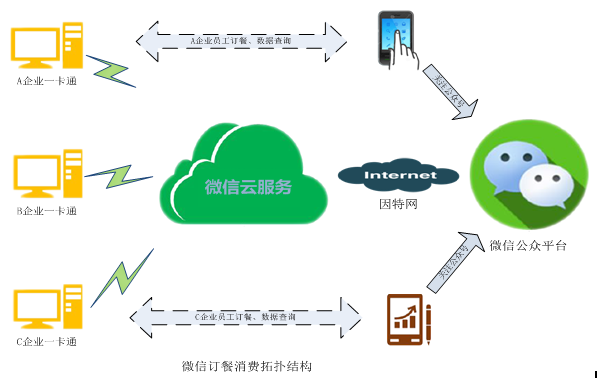 A企业员工订餐、数据查询
A企业一卡通
关注公众号
微信云服务
Internet
因特网
B企业一卡通
微信公众平台
关注公众号
C企业员工订餐、数据查询
C企业一卡通
微信订餐消费拓扑结构